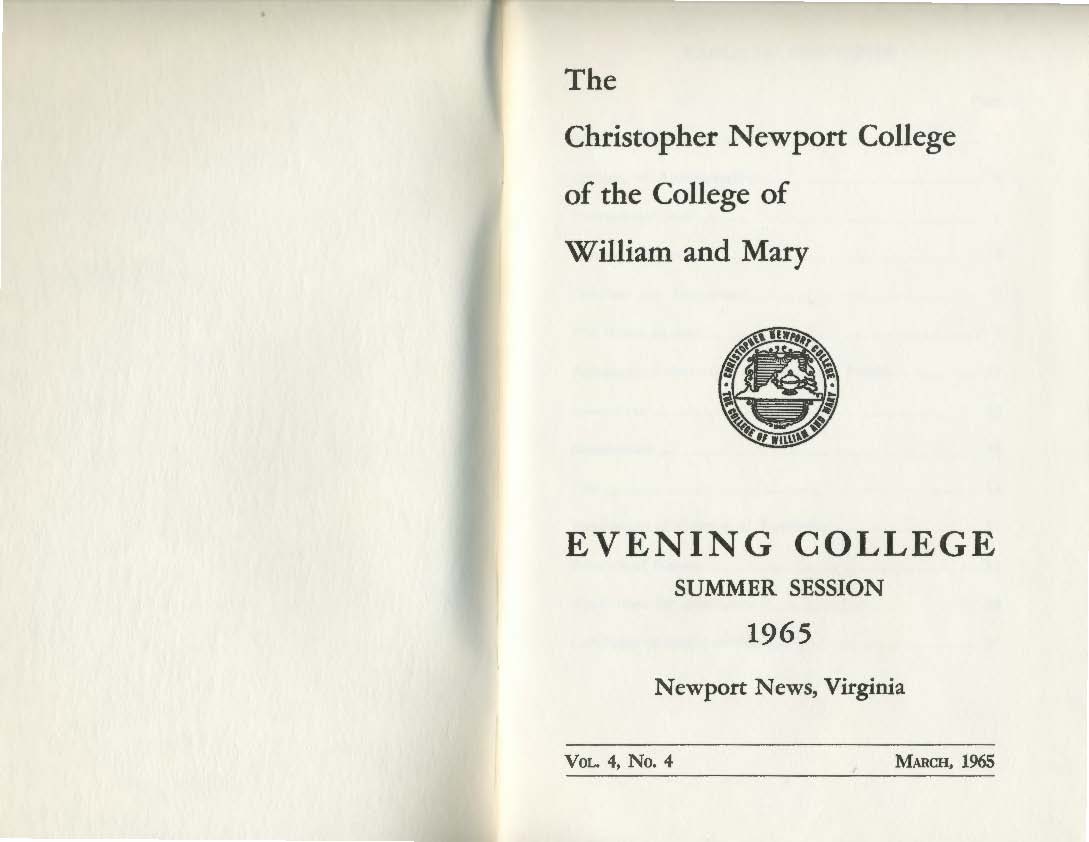 The
Christopher Newport College
of the College of
William and Mary
CHRISTOPHER NEWPORT COLLEGE
THE COLLEGE OF WILLIAM AND MARY
EVENING COLLEGE
SUMMER SESSION
1965
Newport News, Virginia
VOL. 4, NO. 4
MARCH, 1965